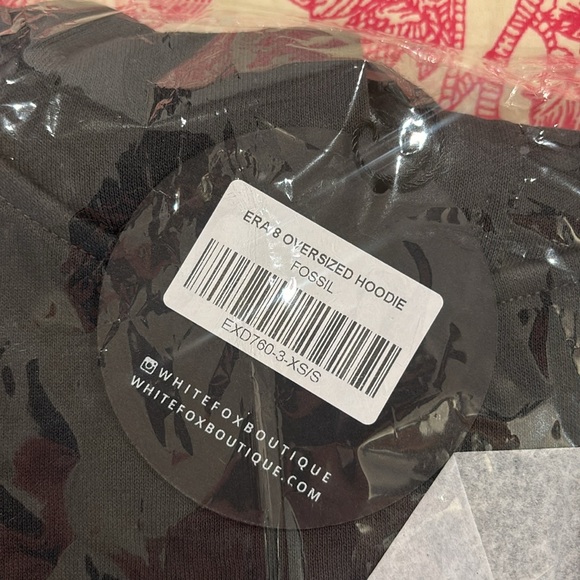 ERA 8 OVERSIZED HOODIE
FOSSIL
EXD760-3-XS/S
WHITEFOXBOUTIQUE
WHITEFOXBOUTIQUE.COM